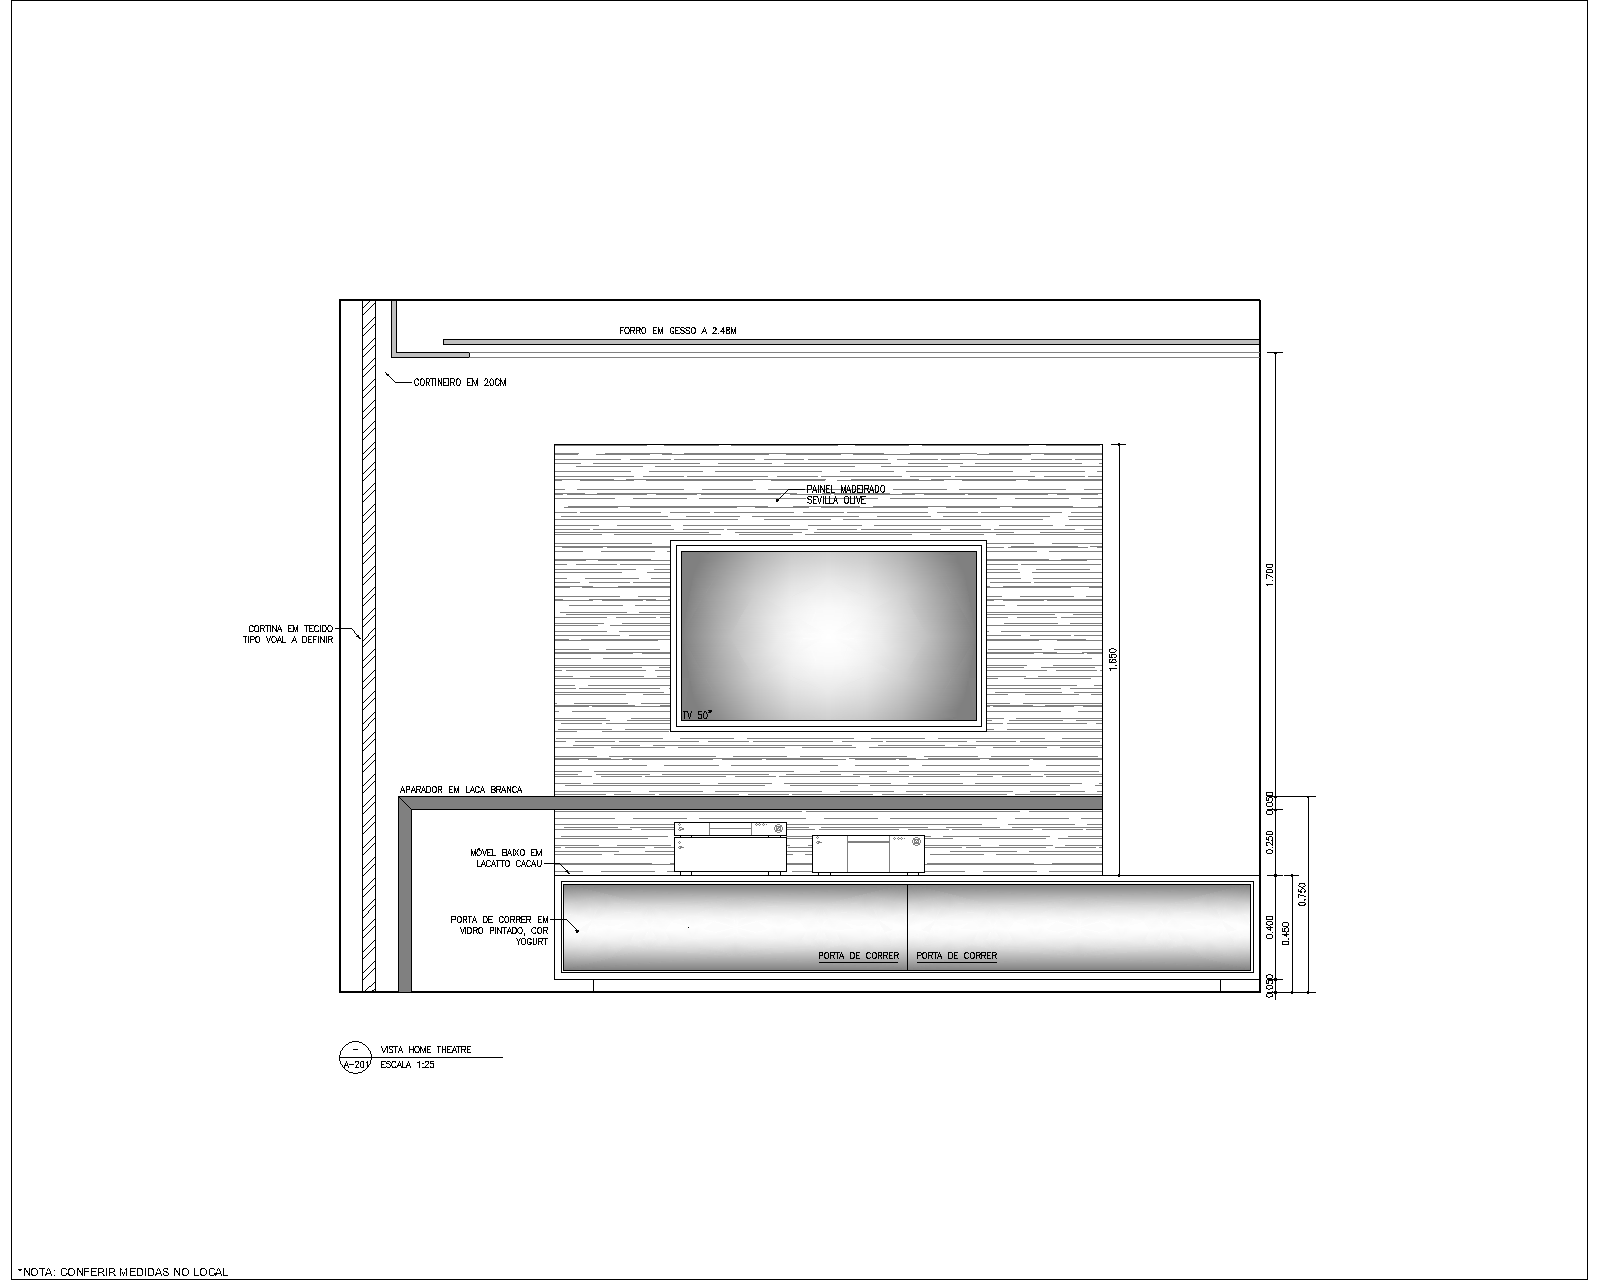 FORRO EM GESSO A 2.48M
CORTINEIRO EM 20CM
PAINEL MADEIRADO
SEVILLA OLIVE
1.700
CORTINA EM TECIDO
TIPO VOAL A DEFINIR
1.650
TV 50"
APARADOR EM LACA BRANCA
0.050
0.250
MÓVEL BAIXO EM
LACATTO CACAU
0.750
PORTA DE CORRER EM
VIDRO PINTADO, COR
YOGURT
0.400
0.450
PORTA DE CORRER
PORTA DE CORRER
0.050
VISTA HOME THEATRE
A-201
ESCALA 1:25
*NOTA: CONFERIR MEDIDAS NO LOCAL